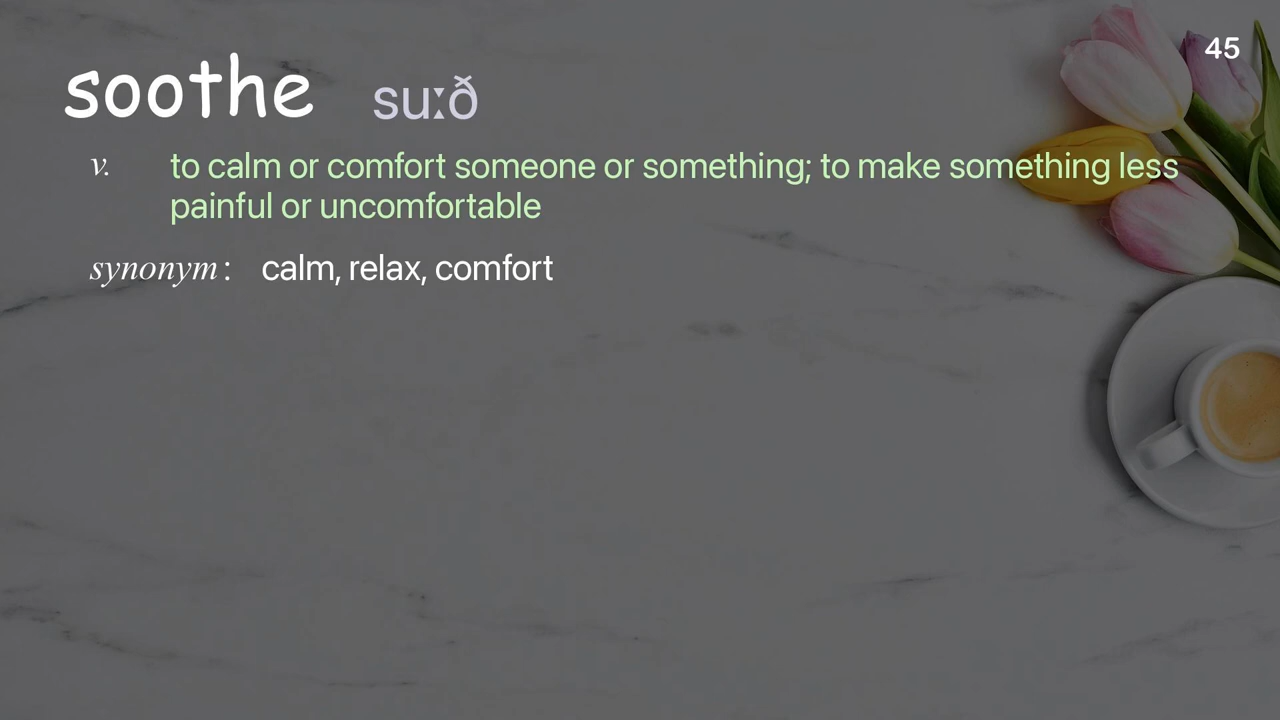 45
soothe su:ð
v. to calm or comfort someone or something; to make something less
painful or uncomfortable
synonym: calm, relax, comfort